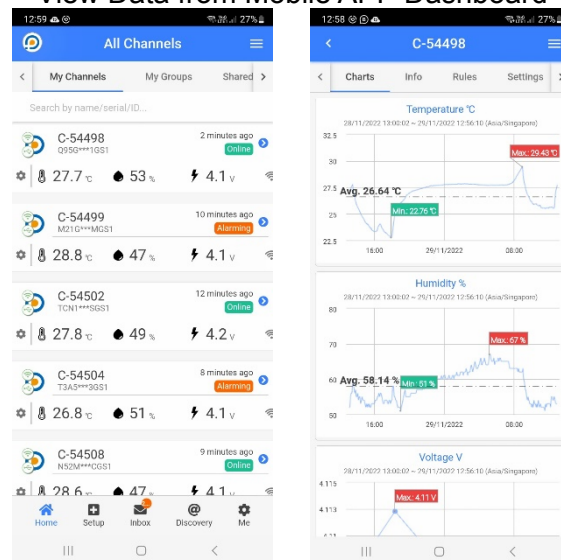 View Data from Mobile APP Dashboard
12:59
27%
All Channels
My Channels
My Groups
Shared
Search by name/serial/ID...
C-54498
2 minutes ago
Q95G***1GS1
Online
27.7 °C
53 %
4.1 V
C-54499
10 minutes ago
M21G***MGS1
Alarming
28.8 °C
47 %
4.1 V
C-54502
12 minutes ago
TCN1***SGS1
Online
27.8 °C
49 %
4.2 V
C-54504
8 minutes ago
T3A5***3GS1
Alarming
26.8 °C
51 %
4.1 V
C-54508
9 minutes ago
N52M***CGS1
Online
28.6 °C
47 %
4.1 V
Home
Setup
Inbox
Discovery
Me
12:58
27%
C-54498
Charts
Info
Rules
Settings
Temperature °C
28/11/2022 13:00:02 ~ 29/11/2022 12:56:10 (Asia/Singapore)
32.5
30
Max.: 29.43 °C
27.5
Avg. 26.64 °C
25
Min.: 22.76 °C
22.5
16:00
29/11/2022
08:00
Humidity %
28/11/2022 13:00:02 ~ 29/11/2022 12:56:10 (Asia/Singapore)
80
70
Max.: 67 %
60
Avg. 58.14 %
Min.: 51 %
50
16:00
29/11/2022
08:00
Voltage V
28/11/2022 13:00:02 ~ 29/11/2022 12:56:10 (Asia/Singapore)
4.115
Max.: 4.11 V
4.113
4.11